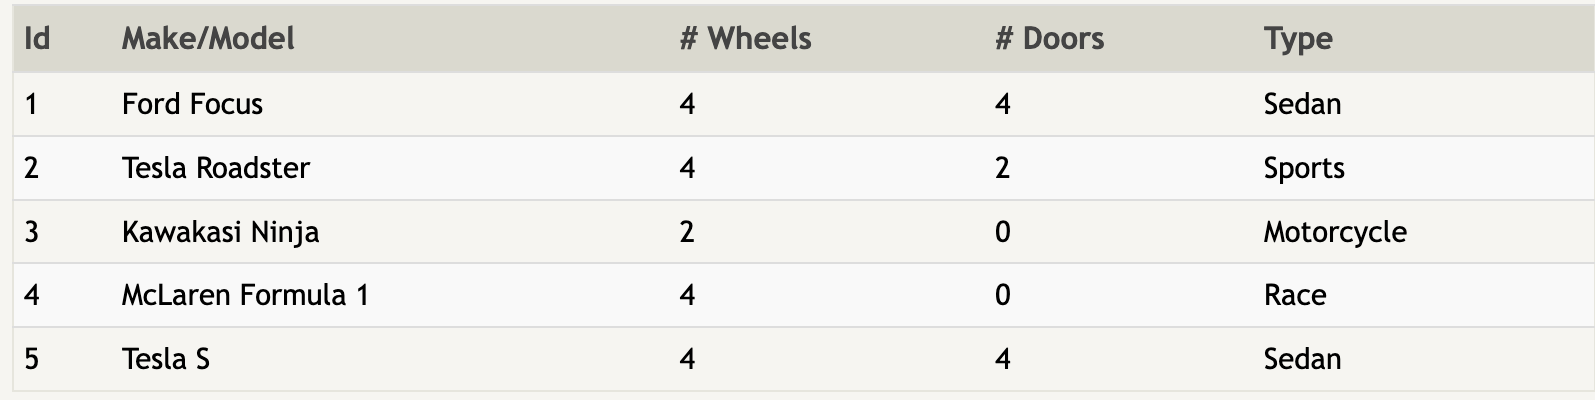 Id Make/Model # Wheels # Doors Type
1 Ford Focus 4 4 Sedan
2 Tesla Roadster 4 2 Sports
3 Kawakasi Ninja 2 0 Motorcycle
4 McLaren Formula 1 4 0 Race
5 Tesla S 4 4 Sedan